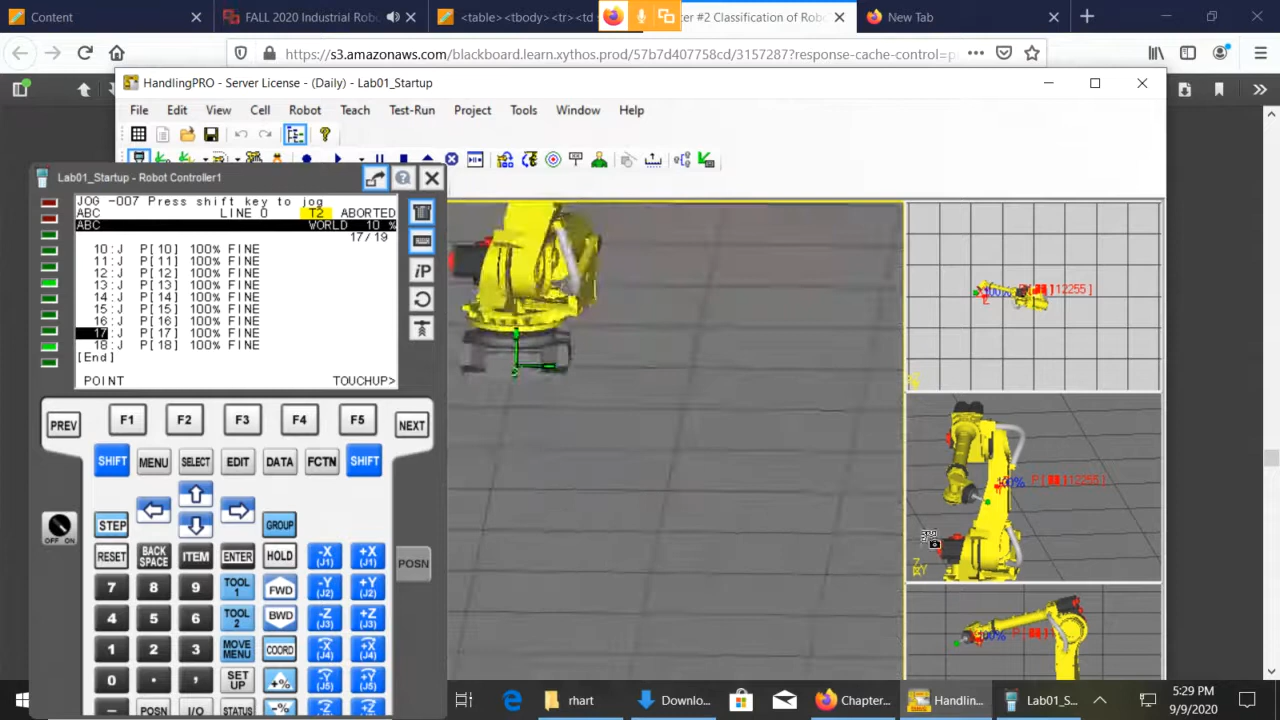 Content
FALL 2020 Industrial Rob
<table> <tbody><tr><td s
ter #2 Classification of Robo
New Tab
https://s3.amazonaws.com/blackboard.learn.xythos.prod/57b7d407758cd/3157287?response-cache-control=p
HandlingPRO - Server License - (Daily) - Lab01_Startup
File Edit View Cell Robot Teach Test-Run Project Tools Window Help
Lab01_Startup - Robot Controller1
JOG -007 Press shift key to jog
ABC LINE 0 T2 ABORTED
ABC WORLD 10 %
17/19
10:J P[10] 100% FINE
11:J P[11] 100% FINE
12:J P[12] 100% FINE
13:J P[13] 100% FINE
14:J P[14] 100% FINE
15:J P[15] 100% FINE
16:J P[16] 100% FINE
17:J P[17] 100% FINE
18:J P[18] 100% FINE
[End]
POINT TOUCHUP>
iP
PREV F1 F2 F3 F4 F5 NEXT
SHIFT MENU SELECT EDIT DATA FCTN SHIFT
OFF ON
STEP GROUP
RESET BACK SPACE ITEM ENTER HOLD -X (J1) +X (J1)
POSN
7 8 9 TOOL 1 FWD -Y (J2) +Y (J2)
4 5 6 TOOL 2 BWD -Z (J3) +Z (J3)
1 2 3 MOVE MENU COORD -X (J4) +X (J4)
0 . , SET UP +% -Y (J5) +Y (J5)
- POSN I/O STATUS -%
100%
100%
100%
rhart
Downlo...
Chapter...
Handlin...
Lab01_S...
5:29 PM
9/9/2020